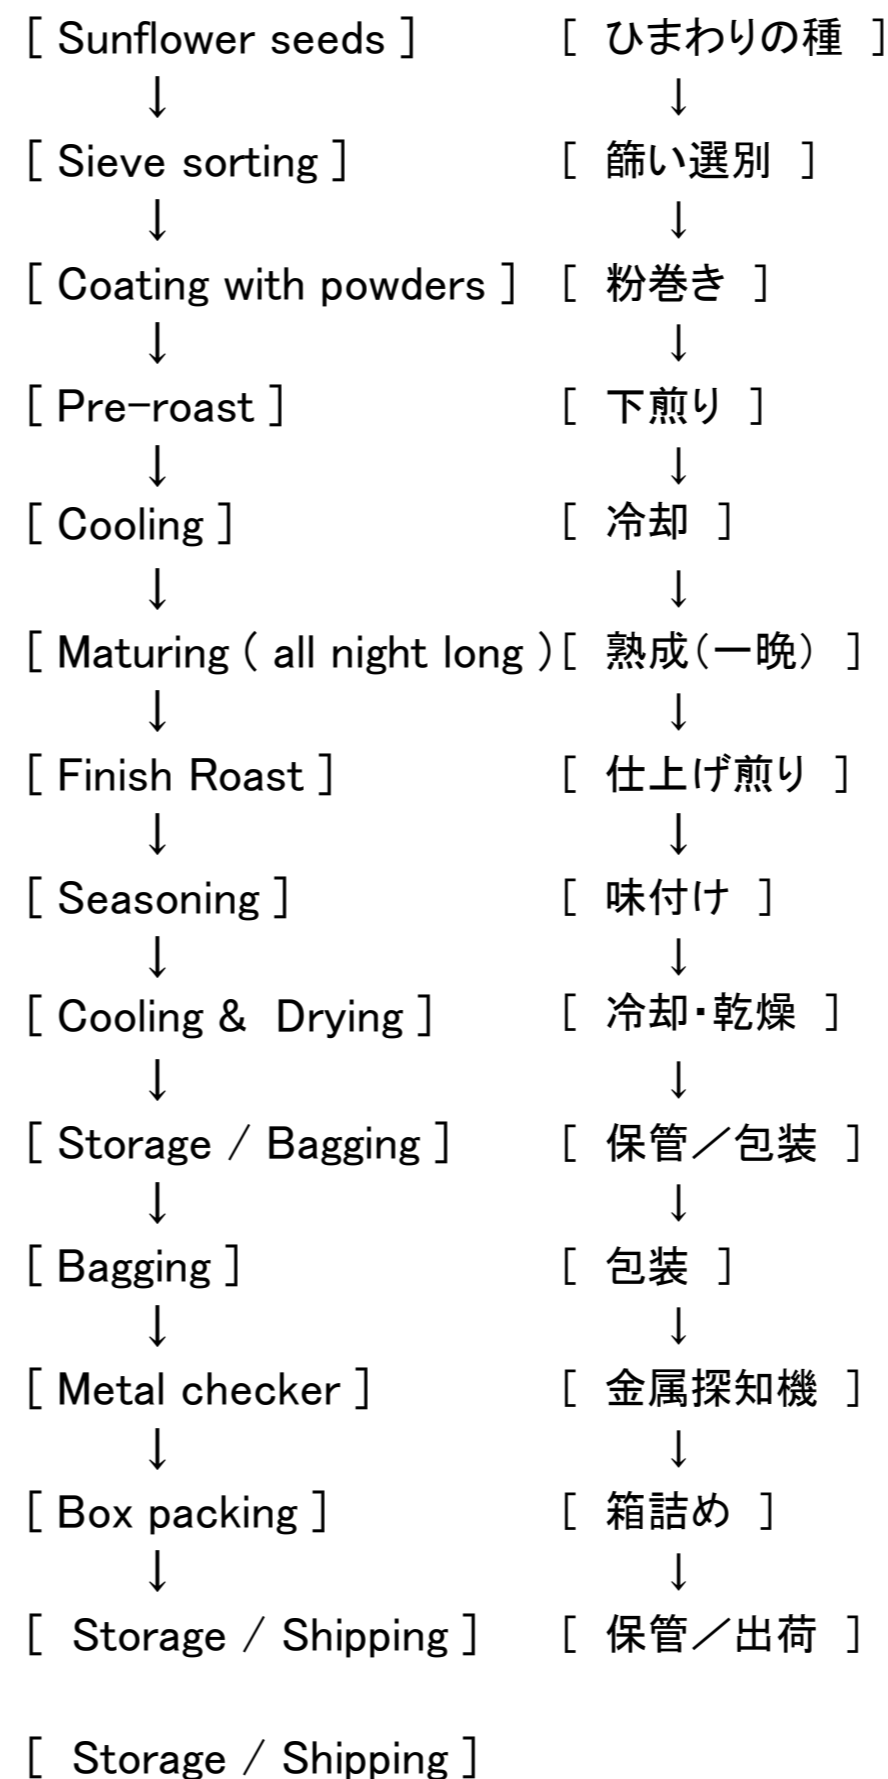 [ Sunflower seeds ] [ ひまわりの種 ]
↓ ↓
[ Sieve sorting ] [ 篩い選別 ]
↓ ↓
[ Coating with powders ] [ 粉巻き ]
↓ ↓
[ Pre-roast ] [ 下煎り ]
↓ ↓
[ Cooling ] [ 冷却 ]
↓ ↓
[ Maturing ( all night long ) [ 熟成(一晩) ]
↓ ↓
[ Finish Roast ] [ 仕上げ煎り ]
↓ ↓
[ Seasoning ] [ 味付け ]
↓ ↓
[ Cooling & Drying ] [ 冷却・乾燥 ]
↓ ↓
[ Storage / Bagging ] [ 保管／包装 ]
↓ ↓
[ Bagging ] [ 包装 ]
↓ ↓
[ Metal checker ] [ 金属探知機 ]
↓ ↓
[ Box packing ] [ 箱詰め ]
↓ ↓
[ Storage / Shipping ] [ 保管／出荷 ]
[ Storage / Shipping ]